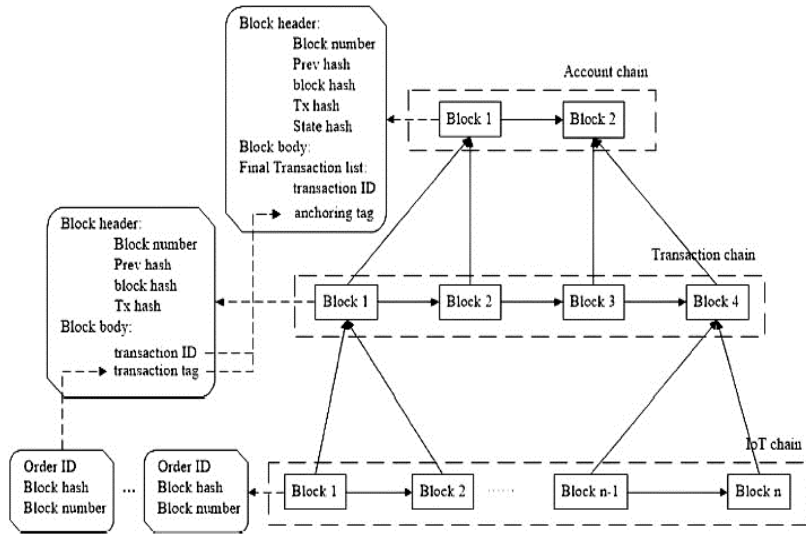 Block header:
Block number
Prev hash
block hash
Tx hash
State hash
Block body:
Final Transaction list:
transaction ID
anchoring tag
Account chain
Block 1
Block 2
Block header:
Block number
Prev hash
block hash
Tx hash
Block body:
transaction ID
transaction tag
Transaction chain
Block 1
Block 2
Block 3
Block 4
Order ID
Block hash
Block number
...
Order ID
Block hash
Block number
IoT chain
Block 1
Block 2
......
Block n-1
Block n